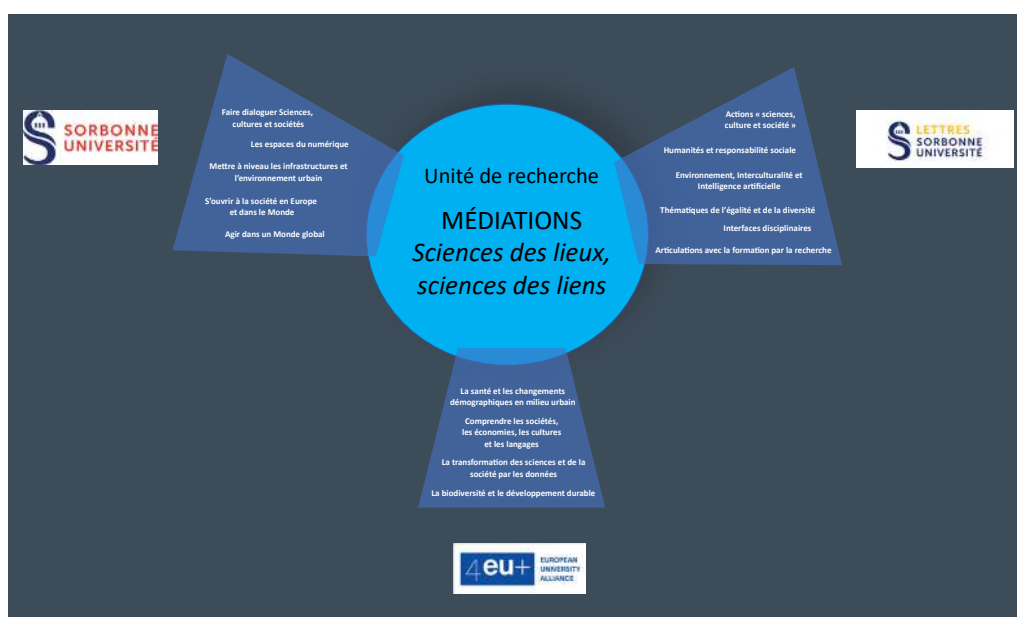 SORBONNE
UNIVERSITÉ
Faire dialoguer Sciences,
cultures et sociétés
Les espaces du numérique
Mettre à niveau les infrastructures et
l'environnement urbain
S'ouvrir à la société en Europe
et dans le Monde
Agir dans un Monde global
Unité de recherche
MÉDIATIONS
Sciences des lieux,
sciences des liens
Actions « sciences,
culture et société »
Humanités et responsabilité sociale
Environnement, Interculturalité et
Intelligence artificielle
Thématiques de l'égalité et de la diversité
Interfaces disciplinaires
Articulations avec la formation par la recherche
LETTRES
SORBONNE
UNIVERSITÉ
La santé et les changements
démographiques en milieu urbain
Comprendre les sociétés,
les économies, les cultures
et les langages
La transformation des sciences et de la
société par les données
La biodiversité et le développement durable
4eu+
EUROPEAN
UNIVERSITY
ALLIANCE